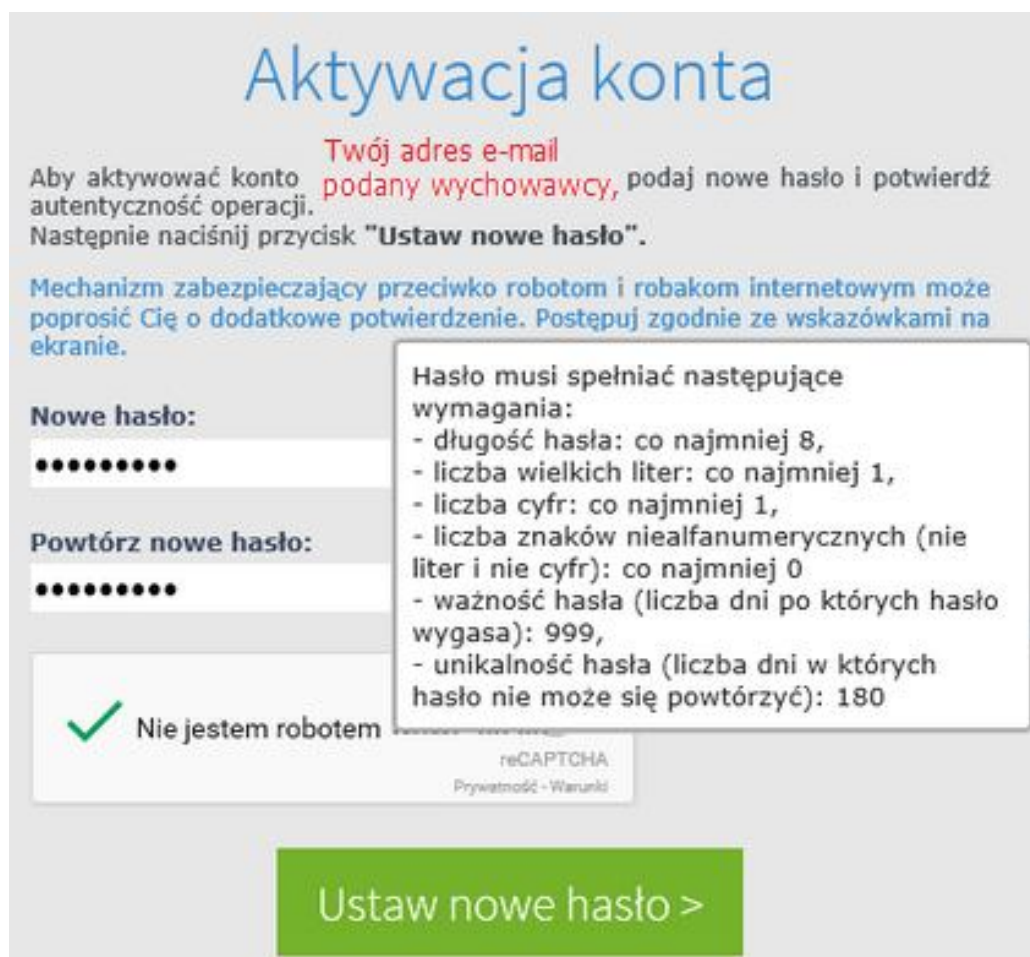 Aktywacja konta
Twój adres e-mail
Aby aktywować konto podany wychowawcy, podaj nowe hasło i potwierdź
autentyczność operacji.
Następnie naciśnij przycisk "Ustaw nowe hasło".
Mechanizm zabezpieczający przeciwko robotom i robakom internetowym może
poprosić Cię o dodatkowe potwierdzenie. Postępuj zgodnie ze wskazówkami na
ekranie.
Nowe hasło:
•••••••••
Powtórz nowe hasło:
•••••••••
Hasło musi spełniać następujące
wymagania:
- długość hasła: co najmniej 8,
- liczba wielkich liter: co najmniej 1,
- liczba cyfr: co najmniej 1,
- liczba znaków niealfanumerycznych (nie
liter i nie cyfr): co najmniej 0
- ważność hasła (liczba dni po których hasło
wygasa): 999,
- unikalność hasła (liczba dni w których
hasło nie może się powtórzyć): 180
Nie jestem robotem
reCAPTCHA
Prywatność - Warunki
Ustaw nowe hasło >